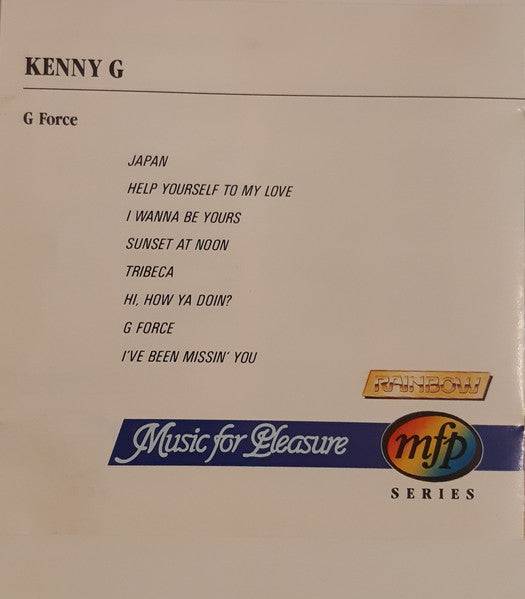 KENNY G
G Force
JAPAN
HELP YOURSELF TO MY LOVE
I WANNA BE YOURS
SUNSET AT NOON
TRIBECA
HI, HOW YA DOIN?
G FORCE
I'VE BEEN MISSIN' YOU
RAINBOW
Music for Pleasure
mfp
SERIES